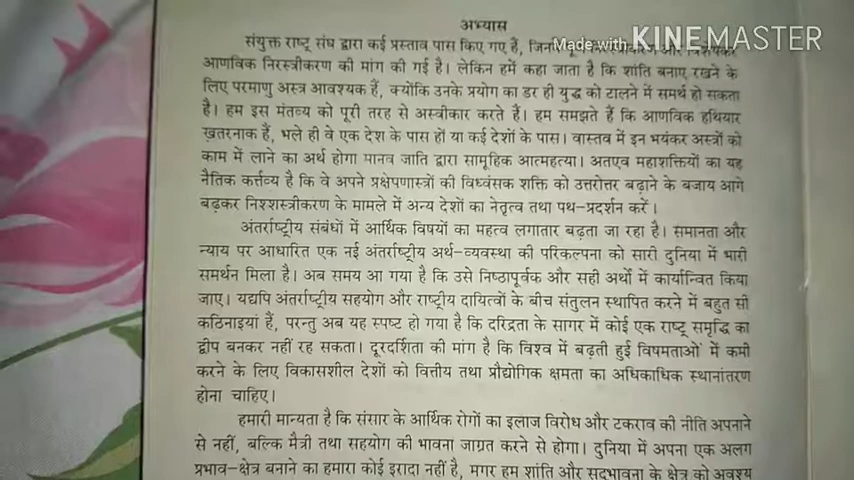 अभ्यास
संयुक्त राष्ट्र संघ द्वारा कई प्रस्ताव पास किए गए हैं, Made with KINEMASTER
आणविक निरस्त्रीकरण की मांग की गई है। लेकिन हमें कहा जाता है कि शांति बनाए रखने के
लिए परमाणु अस्त्र आवश्यक हैं, क्योंकि उनके प्रयोग का डर ही युद्ध को टालने में समर्थ हो सकता
है। हम इस मंतव्य को पूरी तरह से अस्वीकार करते हैं। हम समझते हैं कि आणविक हथियार
ख़तरनाक हैं, भले ही वे एक देश के पास हों या कई देशों के पास। वास्तव में इन भयंकर अस्त्रों को
काम में लाने का अर्थ होगा मानव जाति द्वारा सामूहिक आत्महत्या। अतएव महाशक्तियों का यह
नैतिक कर्त्तव्य है कि वे अपने प्रक्षेपणास्त्रों की विध्वंसक शक्ति को उत्तरोत्तर बढ़ाने के बजाय आगे
बढ़कर निश्शस्त्रीकरण के मामले में अन्य देशों का नेतृत्व तथा पथ-प्रदर्शन करें।
अंतर्राष्ट्रीय संबंधों में आर्थिक विषयों का महत्व लगातार बढ़ता जा रहा है। समानता और
न्याय पर आधारित एक नई अंतर्राष्ट्रीय अर्थ-व्यवस्था की परिकल्पना को सारी दुनिया में भारी
समर्थन मिला है। अब समय आ गया है कि उसे निष्ठापूर्वक और सही अर्थों में कार्यान्वित किया
जाए। यद्यपि अंतर्राष्ट्रीय सहयोग और राष्ट्रीय दायित्वों के बीच संतुलन स्थापित करने में बहुत सी
कठिनाइयां हैं, परन्तु अब यह स्पष्ट हो गया है कि दरिद्रता के सागर में कोई एक राष्ट्र समृद्धि का
द्वीप बनकर नहीं रह सकता। दूरदर्शिता की मांग है कि विश्व में बढ़ती हुई विषमताओं में कमी
करने के लिए विकासशील देशों को वित्तीय तथा प्रौद्योगिक क्षमता का अधिकाधिक स्थानांतरण
होना चाहिए।
हमारी मान्यता है कि संसार के आर्थिक रोगों का इलाज विरोध और टकराव की नीति अपनाने
से नहीं, बल्कि मैत्री तथा सहयोग की भावना जाग्रत करने से होगा। दुनिया में अपना एक अलग
प्रभाव-क्षेत्र बनाने का हमारा कोई इरादा नहीं है, मगर हम शांति और सद्भावना के क्षेत्र को अवश्य